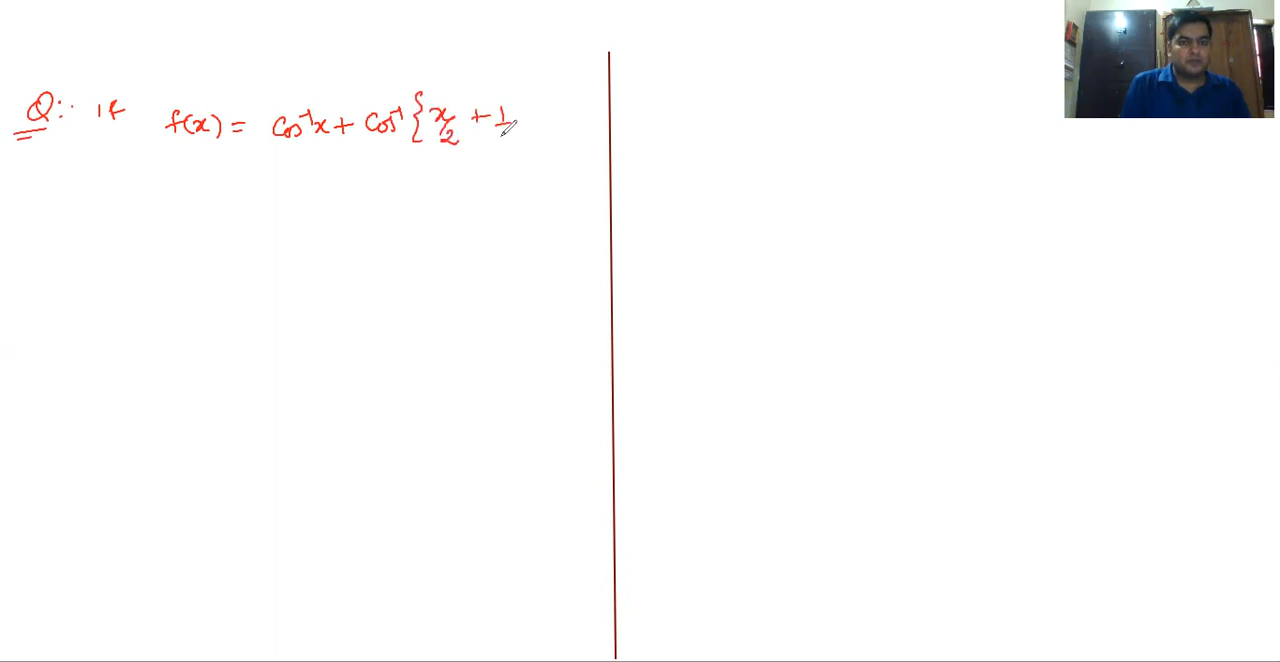 Q:. If f(x) = Cos⁻¹x + Cos⁻¹ { x/2 + 1